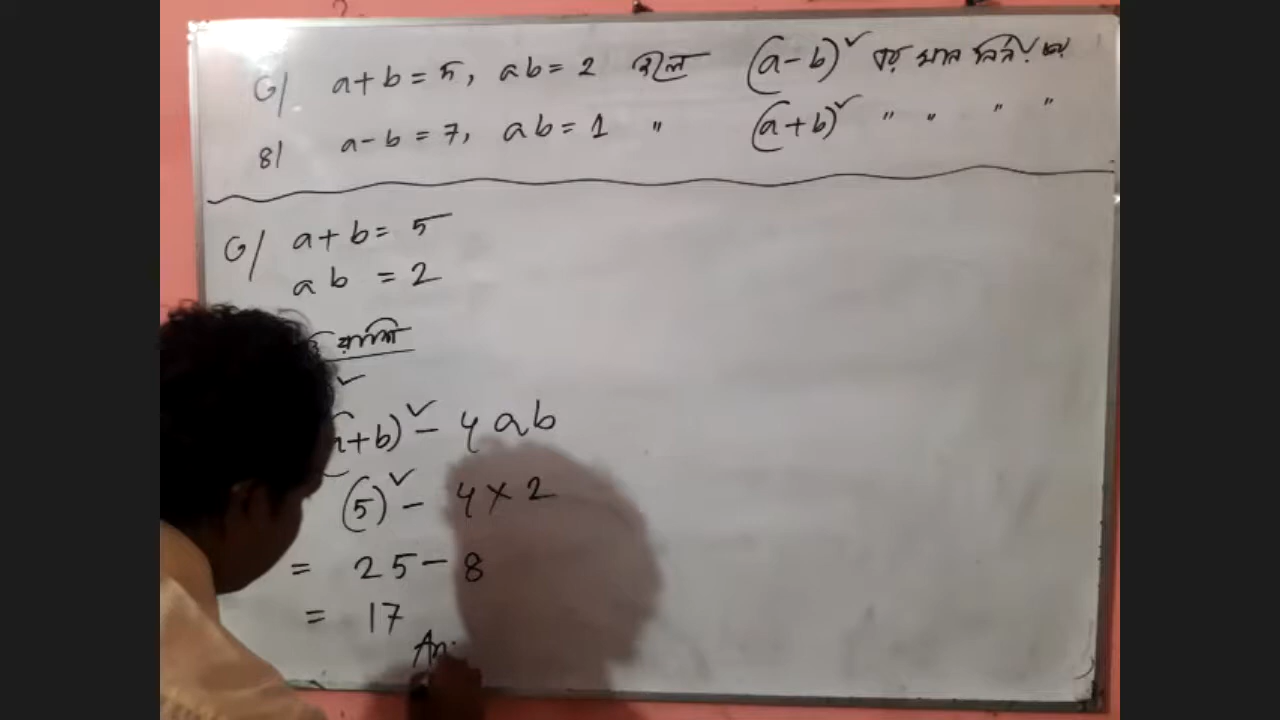 ৩/ a+b = 5, ab = 2 হলে (a-b)² এর মান নির্ণয় কর
৪/ a-b = 7, ab = 1 " (a+b)² " " " "
৩/ a+b = 5
ab = 2
রাশি
(a+b)² - 4ab
(5)² - 4×2
= 25-8
= 17
An